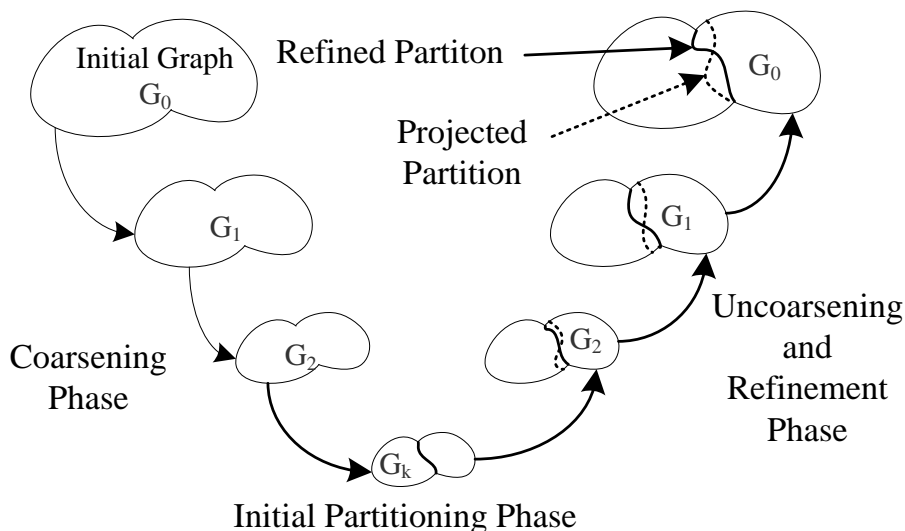 Initial Graph
G0
Refined Partiton
G0
Projected
Partition
G1
G1
Uncoarsening
and
Refinement
Phase
Coarsening
Phase
G2
G2
Gk
Initial Partitioning Phase